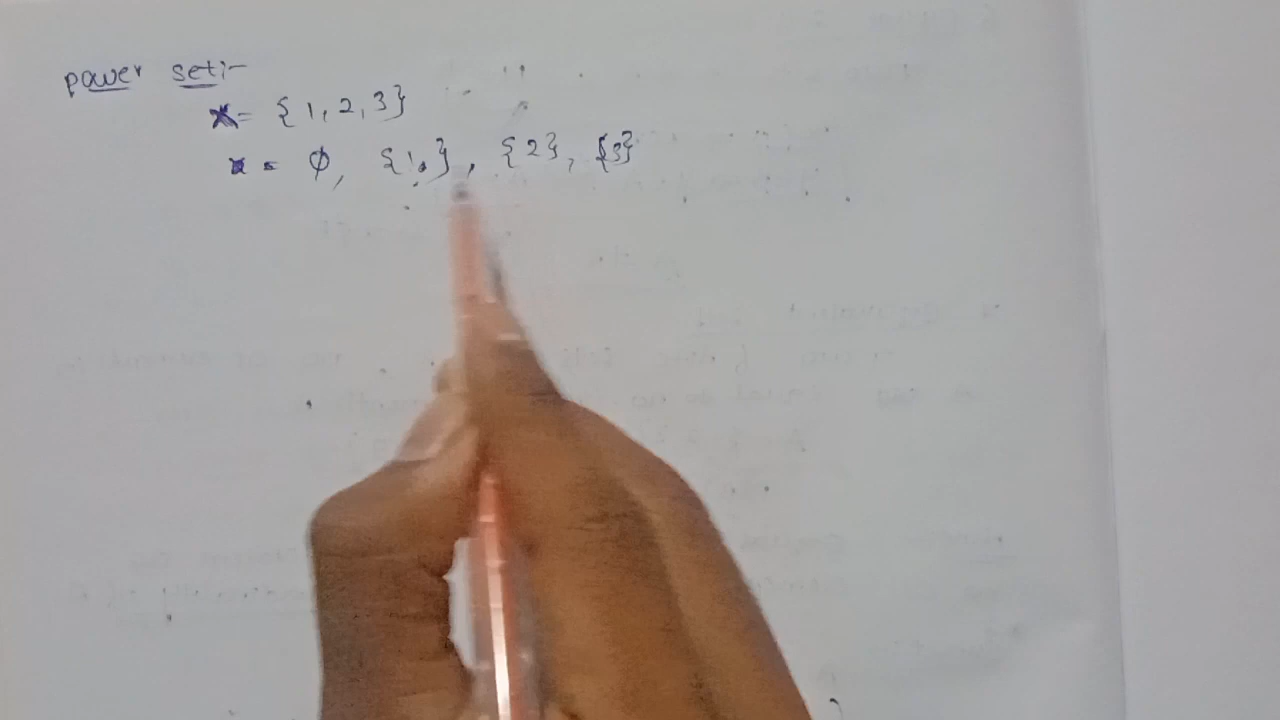 power set:-
x = {1, 2, 3}
x = ϕ, {1}, {2}, {3}